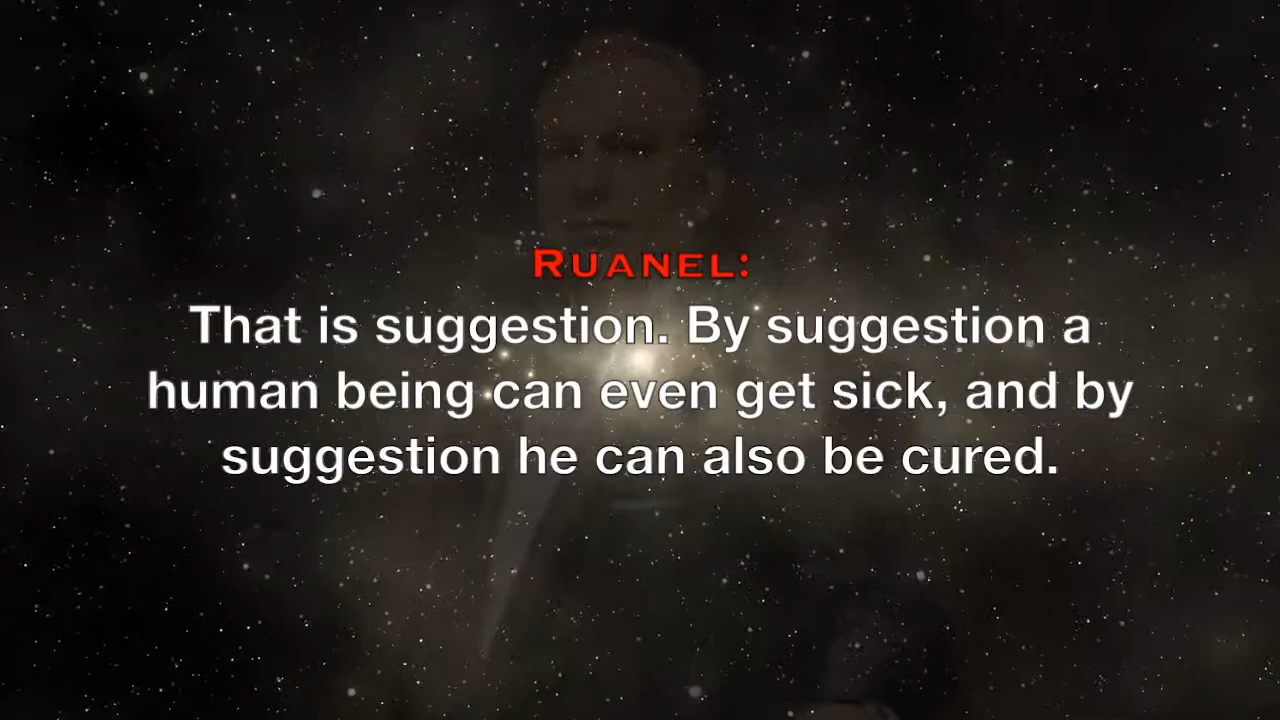 RUANEL:
That is suggestion. By suggestion a
human being can even get sick, and by
suggestion he can also be cured.